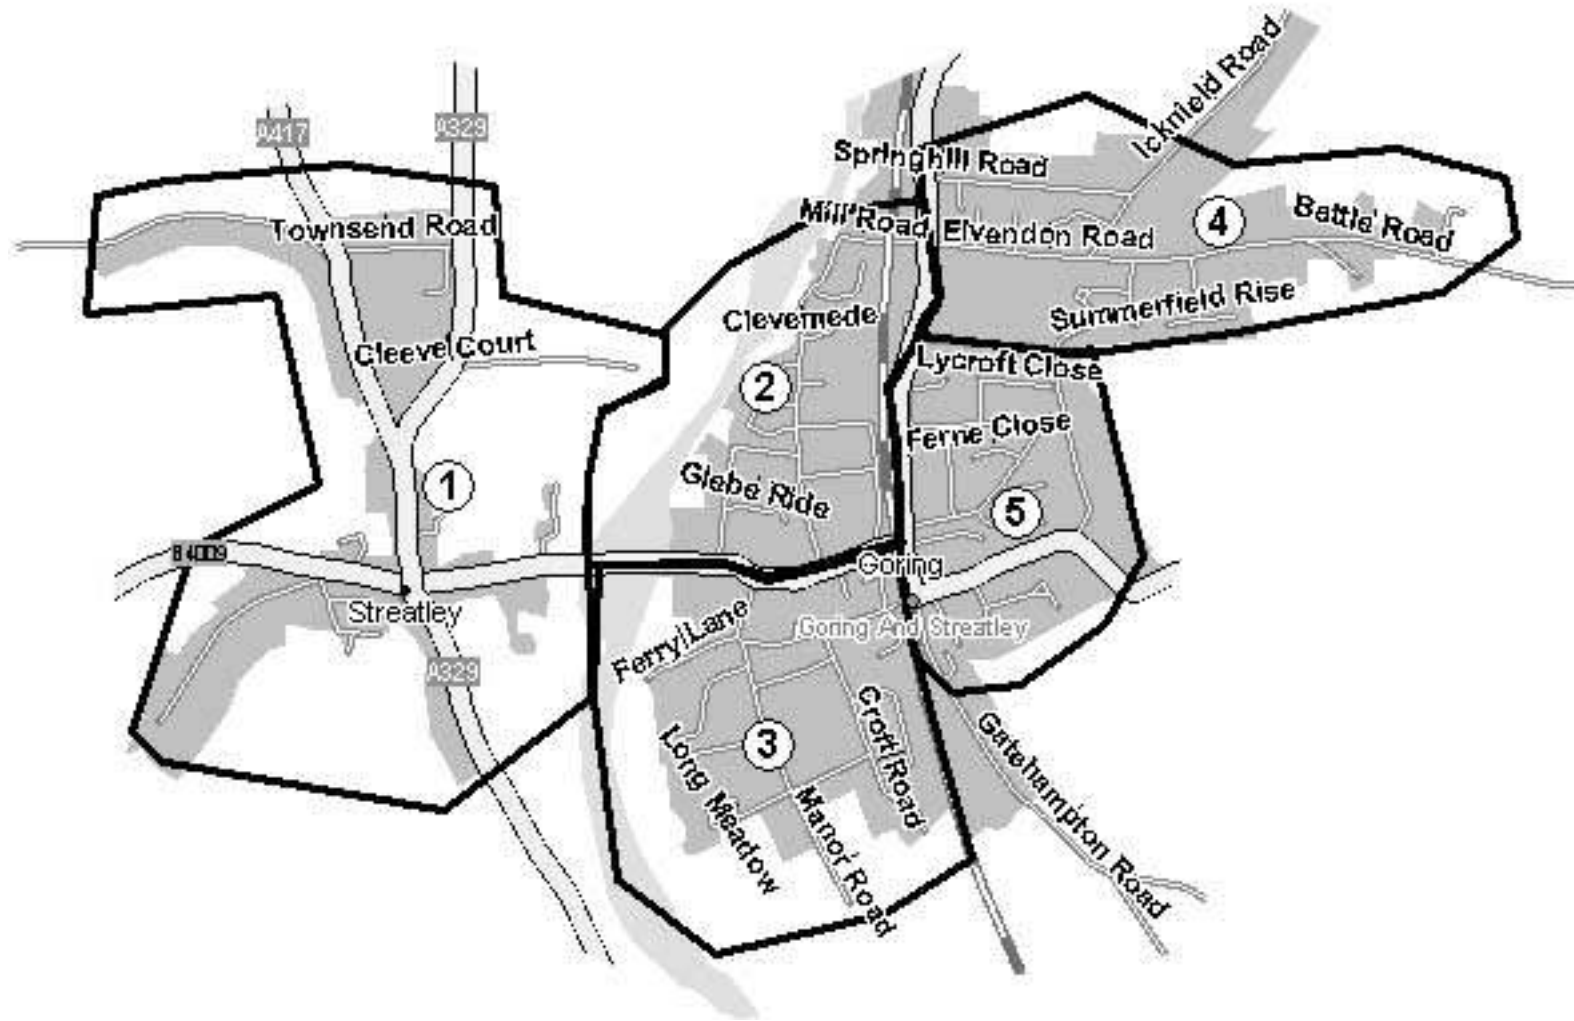 Icknield Road
A417
A329
Springhill Road
Mill Road
Elvendon Road
4
Battle Road
Townsend Road
Summerfield Rise
Clevemede
Cleeve Court
Lycroft Close
2
Ferne Close
1
Glebe Ride
5
B4009
Goring
Streatley
Goring And Streatley
Ferry Lane
A329
Croft Road
Gatehampton Road
Long Meadow
3
Manor Road